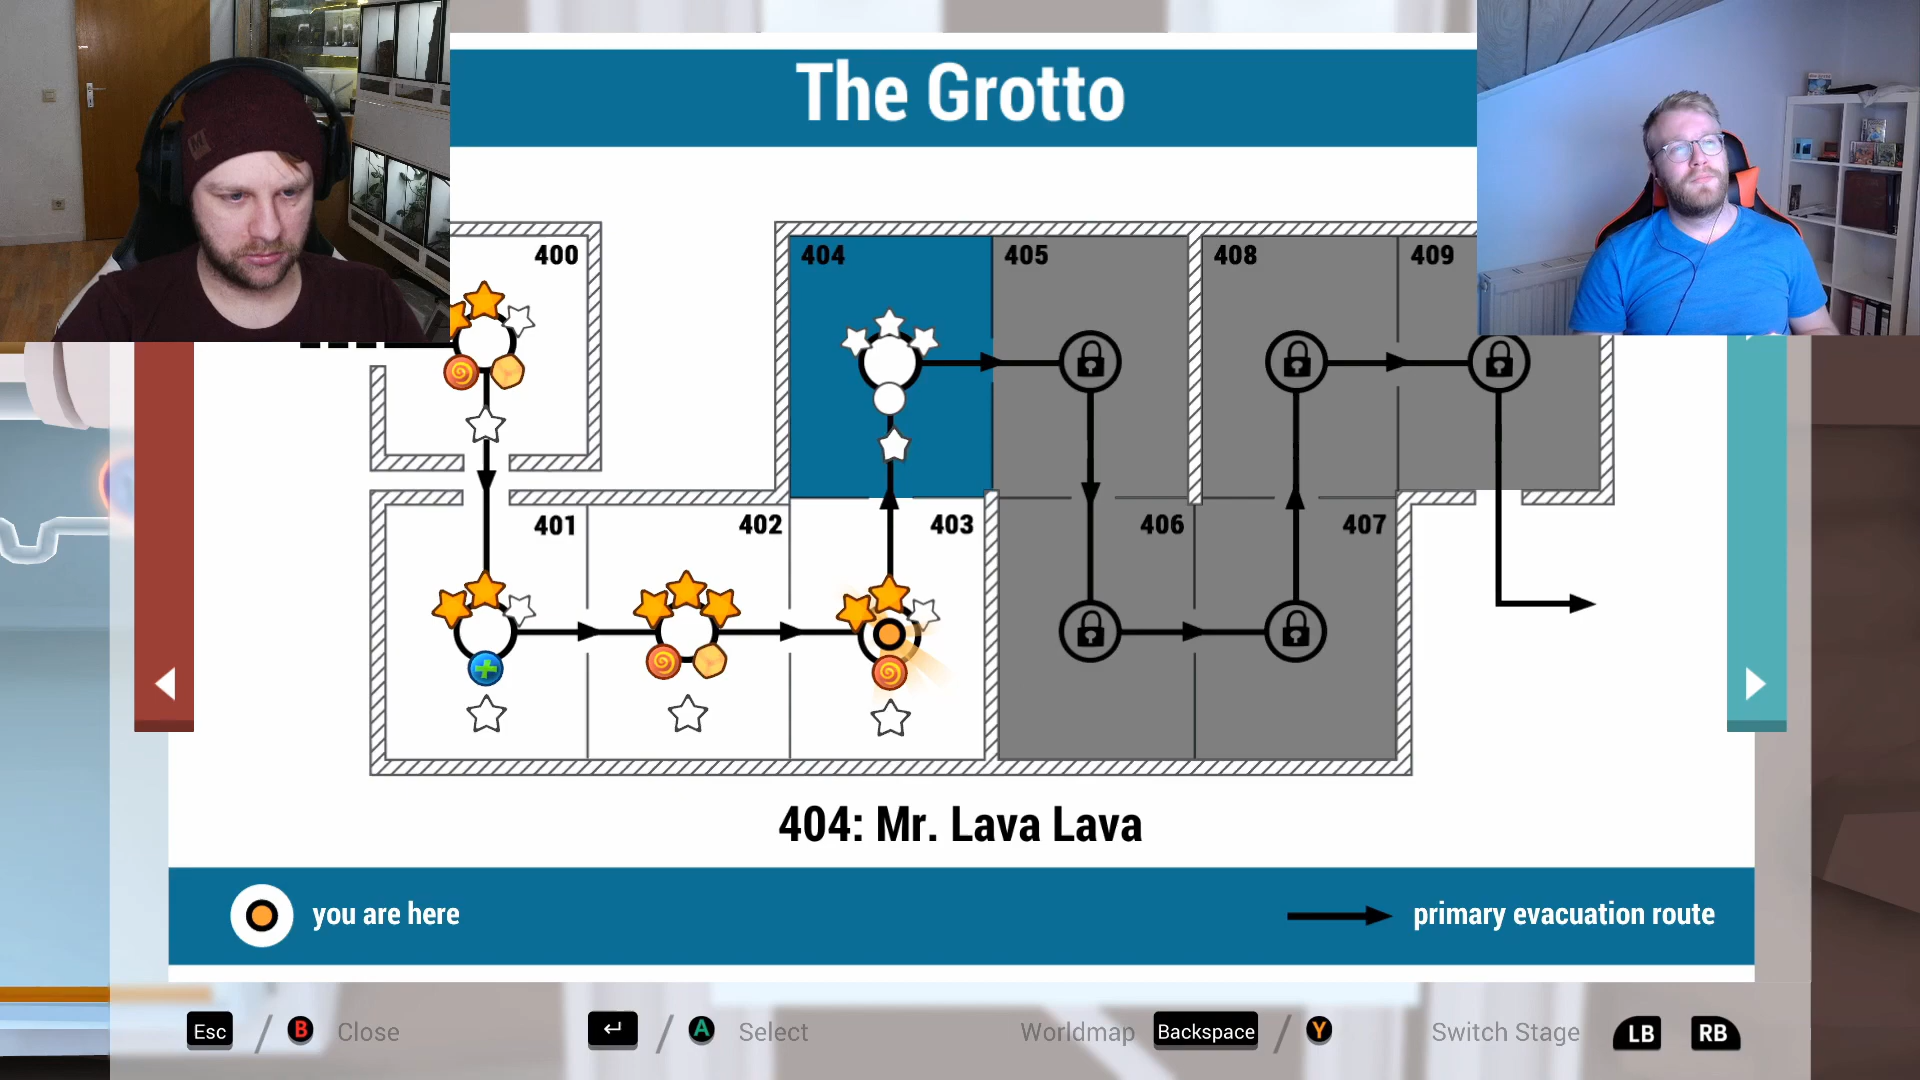 The Grotto
400
404
405
408
409
401
402
403
406
407
404: Mr. Lava Lava
you are here
primary evacuation route
Esc / B Close
↵ / A Select
Worldmap Backspace / Y
Switch Stage LB RB